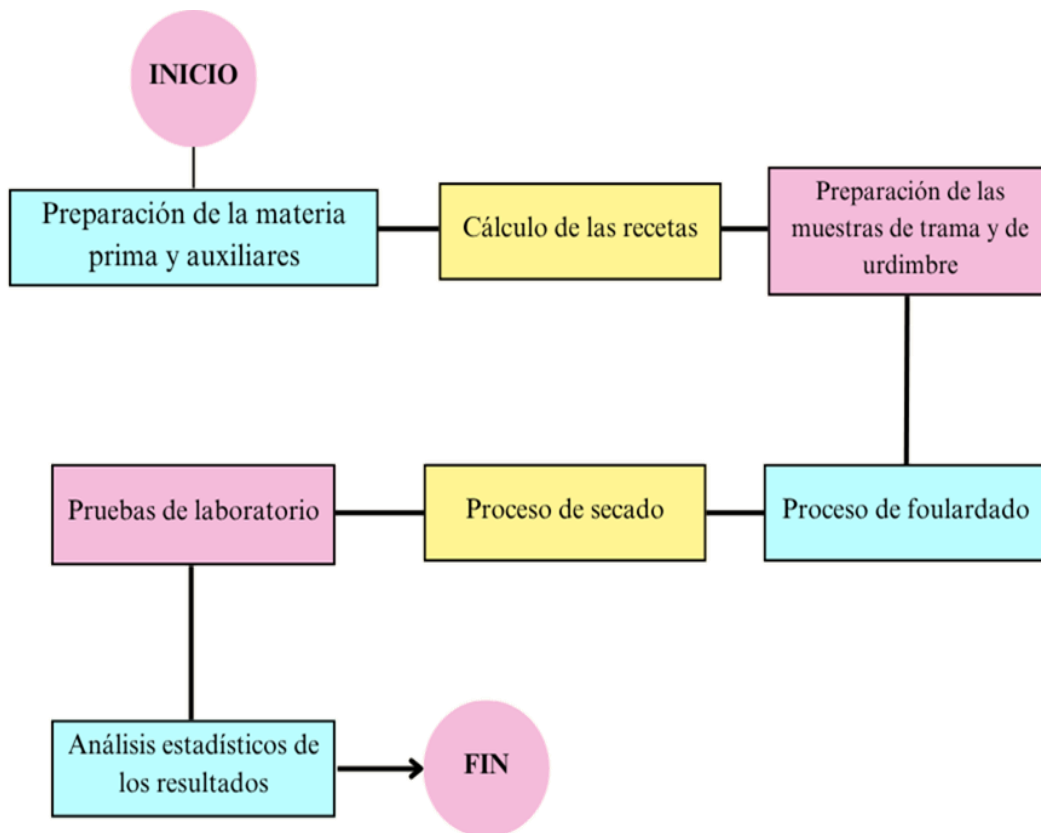 INICIO
Preparación de la materia
prima y auxiliares
Cálculo de las recetas
Preparación de las
muestras de trama y de
urdimbre
Proceso de foulardado
Proceso de secado
Pruebas de laboratorio
Análisis estadísticos de
los resultados
FIN